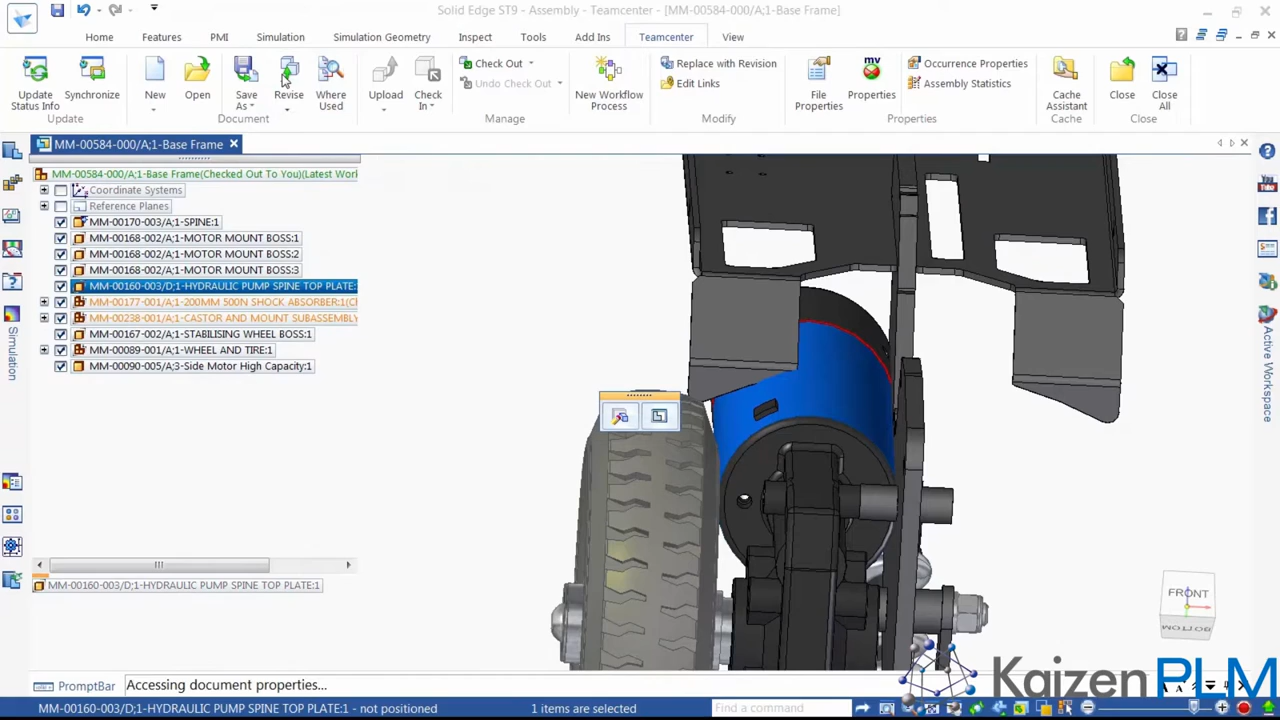 Solid Edge ST9 - Assembly - Teamcenter - [MM-00584-000/A;1-Base Frame]
Home Features PMI Simulation Simulation Geometry Inspect Tools Add Ins Teamcenter View
Update Status Info
Synchronize
Update
New
Open
Save As
Revise
Where Used
Document
Upload
Check In
Check Out
Undo Check Out
Manage
New Workflow Process
Replace with Revision
Edit Links
Modify
File Properties
Properties
Occurrence Properties
Assembly Statistics
Properties
Cache Assistant
Cache
Close
Close All
Close
MM-00584-000/A;1-Base Frame
MM-00584-000/A;1-Base Frame(Checked Out To You)(Latest Work
Coordinate Systems
Reference Planes
MM-00170-003/A;1-SPINE:1
MM-00168-002/A;1-MOTOR MOUNT BOSS:1
MM-00168-002/A;1-MOTOR MOUNT BOSS:2
MM-00168-002/A;1-MOTOR MOUNT BOSS:3
MM-00160-003/D;1-HYDRAULIC PUMP SPINE TOP PLATE:
MM-00177-001/A;1-200MM 500N SHOCK ABSORBER:1(C
MM-00238-001/A;1-CASTOR AND MOUNT SUBASSEMBLY
MM-00167-002/A;1-STABILISING WHEEL BOSS:1
MM-00089-001/A;1-WHEEL AND TIRE:1
MM-00090-005/A;3-Side Motor High Capacity:1
MM-00160-003/D;1-HYDRAULIC PUMP SPINE TOP PLATE:1
Simulation
Active Workspace
You Tube
FRONT
BOTTOM
KaizenPLM
PromptBar Accessing document properties...
MM-00160-003/D;1-HYDRAULIC PUMP SPINE TOP PLATE:1 - not positioned 1 items are selected Find a command